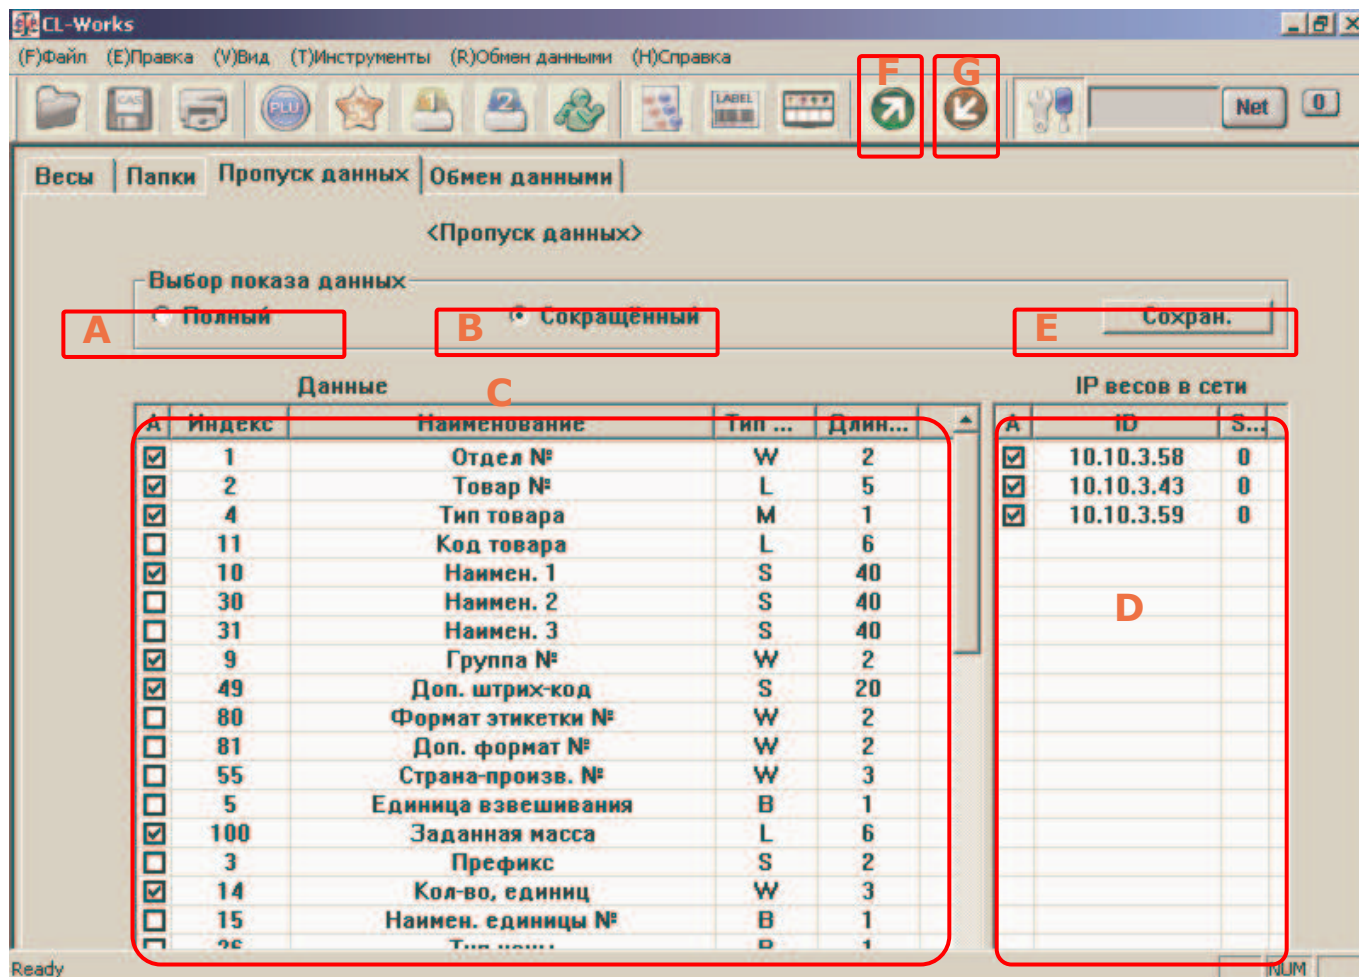 CL-Works
(F)Файл (E)Правка (V)Вид (T)Инструменты (R)Обмен данными (H)Справка
F G
CAS PLU 1 2 LABEL Net 0
Весы Папки Пропуск данных Обмен данными
<Пропуск данных>
Выбор показа данных
A Полный B Сокращённый E Сохран.
Данные C IP весов в сети
A Индекс Наименование Тип ... Длин... A ID S...
1 Отдел № W 2 10.10.3.58 0
2 Товар № L 5 10.10.3.43 0
4 Тип товара M 1 10.10.3.59 0
11 Код товара L 6
10 Наимен. 1 S 40
30 Наимен. 2 S 40 D
31 Наимен. 3 S 40
9 Группа № W 2
49 Доп. штрих-код S 20
80 Формат этикетки № W 2
81 Доп. формат № W 2
55 Страна-произв. № W 3
5 Единица взвешивания B 1
100 Заданная масса L 6
3 Префикс S 2
14 Кол-во, единиц W 3
15 Наимен. единицы № B 1
Ready NUM